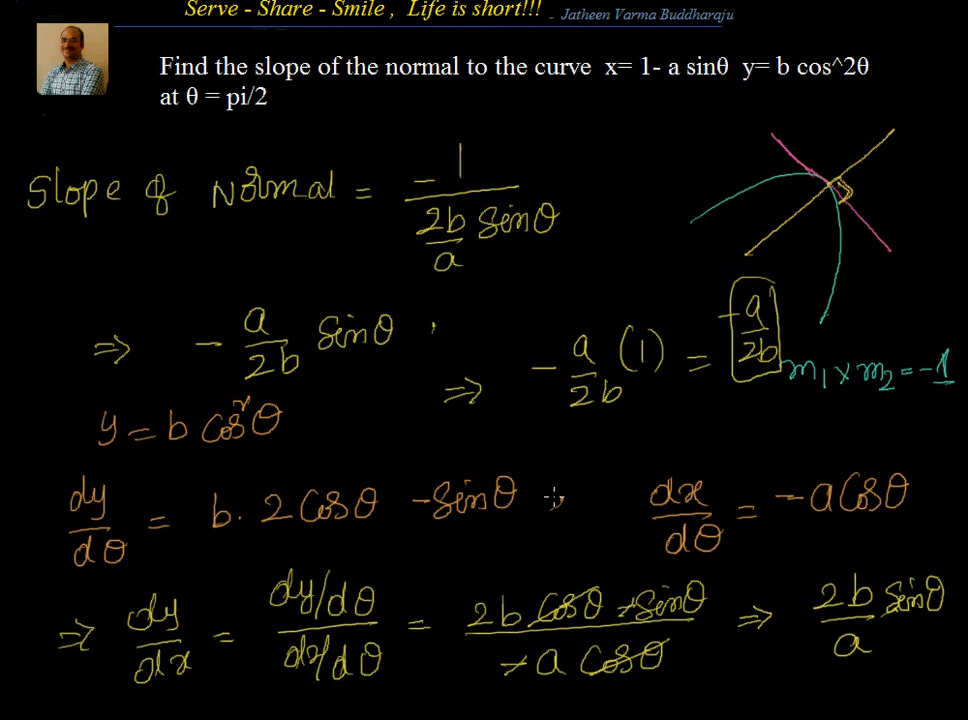 Serve - Share - Smile , Life is short!!! - Jatheen Varma Buddharaju
Find the slope of the normal to the curve x= 1- a sinθ y= b cos^2θ
at θ = pi/2
Slope of Normal = -1 / (2b/a sinθ)
⇒ - a/2b sinθ . ⇒ - a/2b (1) = -a/2b
m1 x m2 = -1
y = b Cos²θ
dy/dθ = b. 2 Cosθ -Sinθ dx/dθ = -a Cosθ
⇒ dy/dx = (dy/dθ)/(dx/dθ) = (2b Cosθ -Sinθ)/(-a Cosθ) ⇒ 2b Sinθ / a